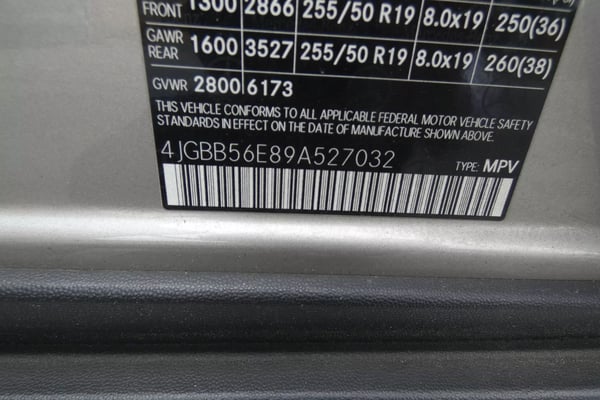 FRONT 1300 2866 255/50 R19 8.0x19 250(36)
GAWR
REAR 1600 3527 255/50 R19 8.0x19 260(38)
GVWR 2800 6173
THIS VEHICLE CONFORMS TO ALL APPLICABLE FEDERAL MOTOR VEHICLE SAFETY
STANDARDS IN EFFECT ON THE DATE OF MANUFACTURE SHOWN ABOVE.
4JGBB56E89A527032
TYPE: MPV